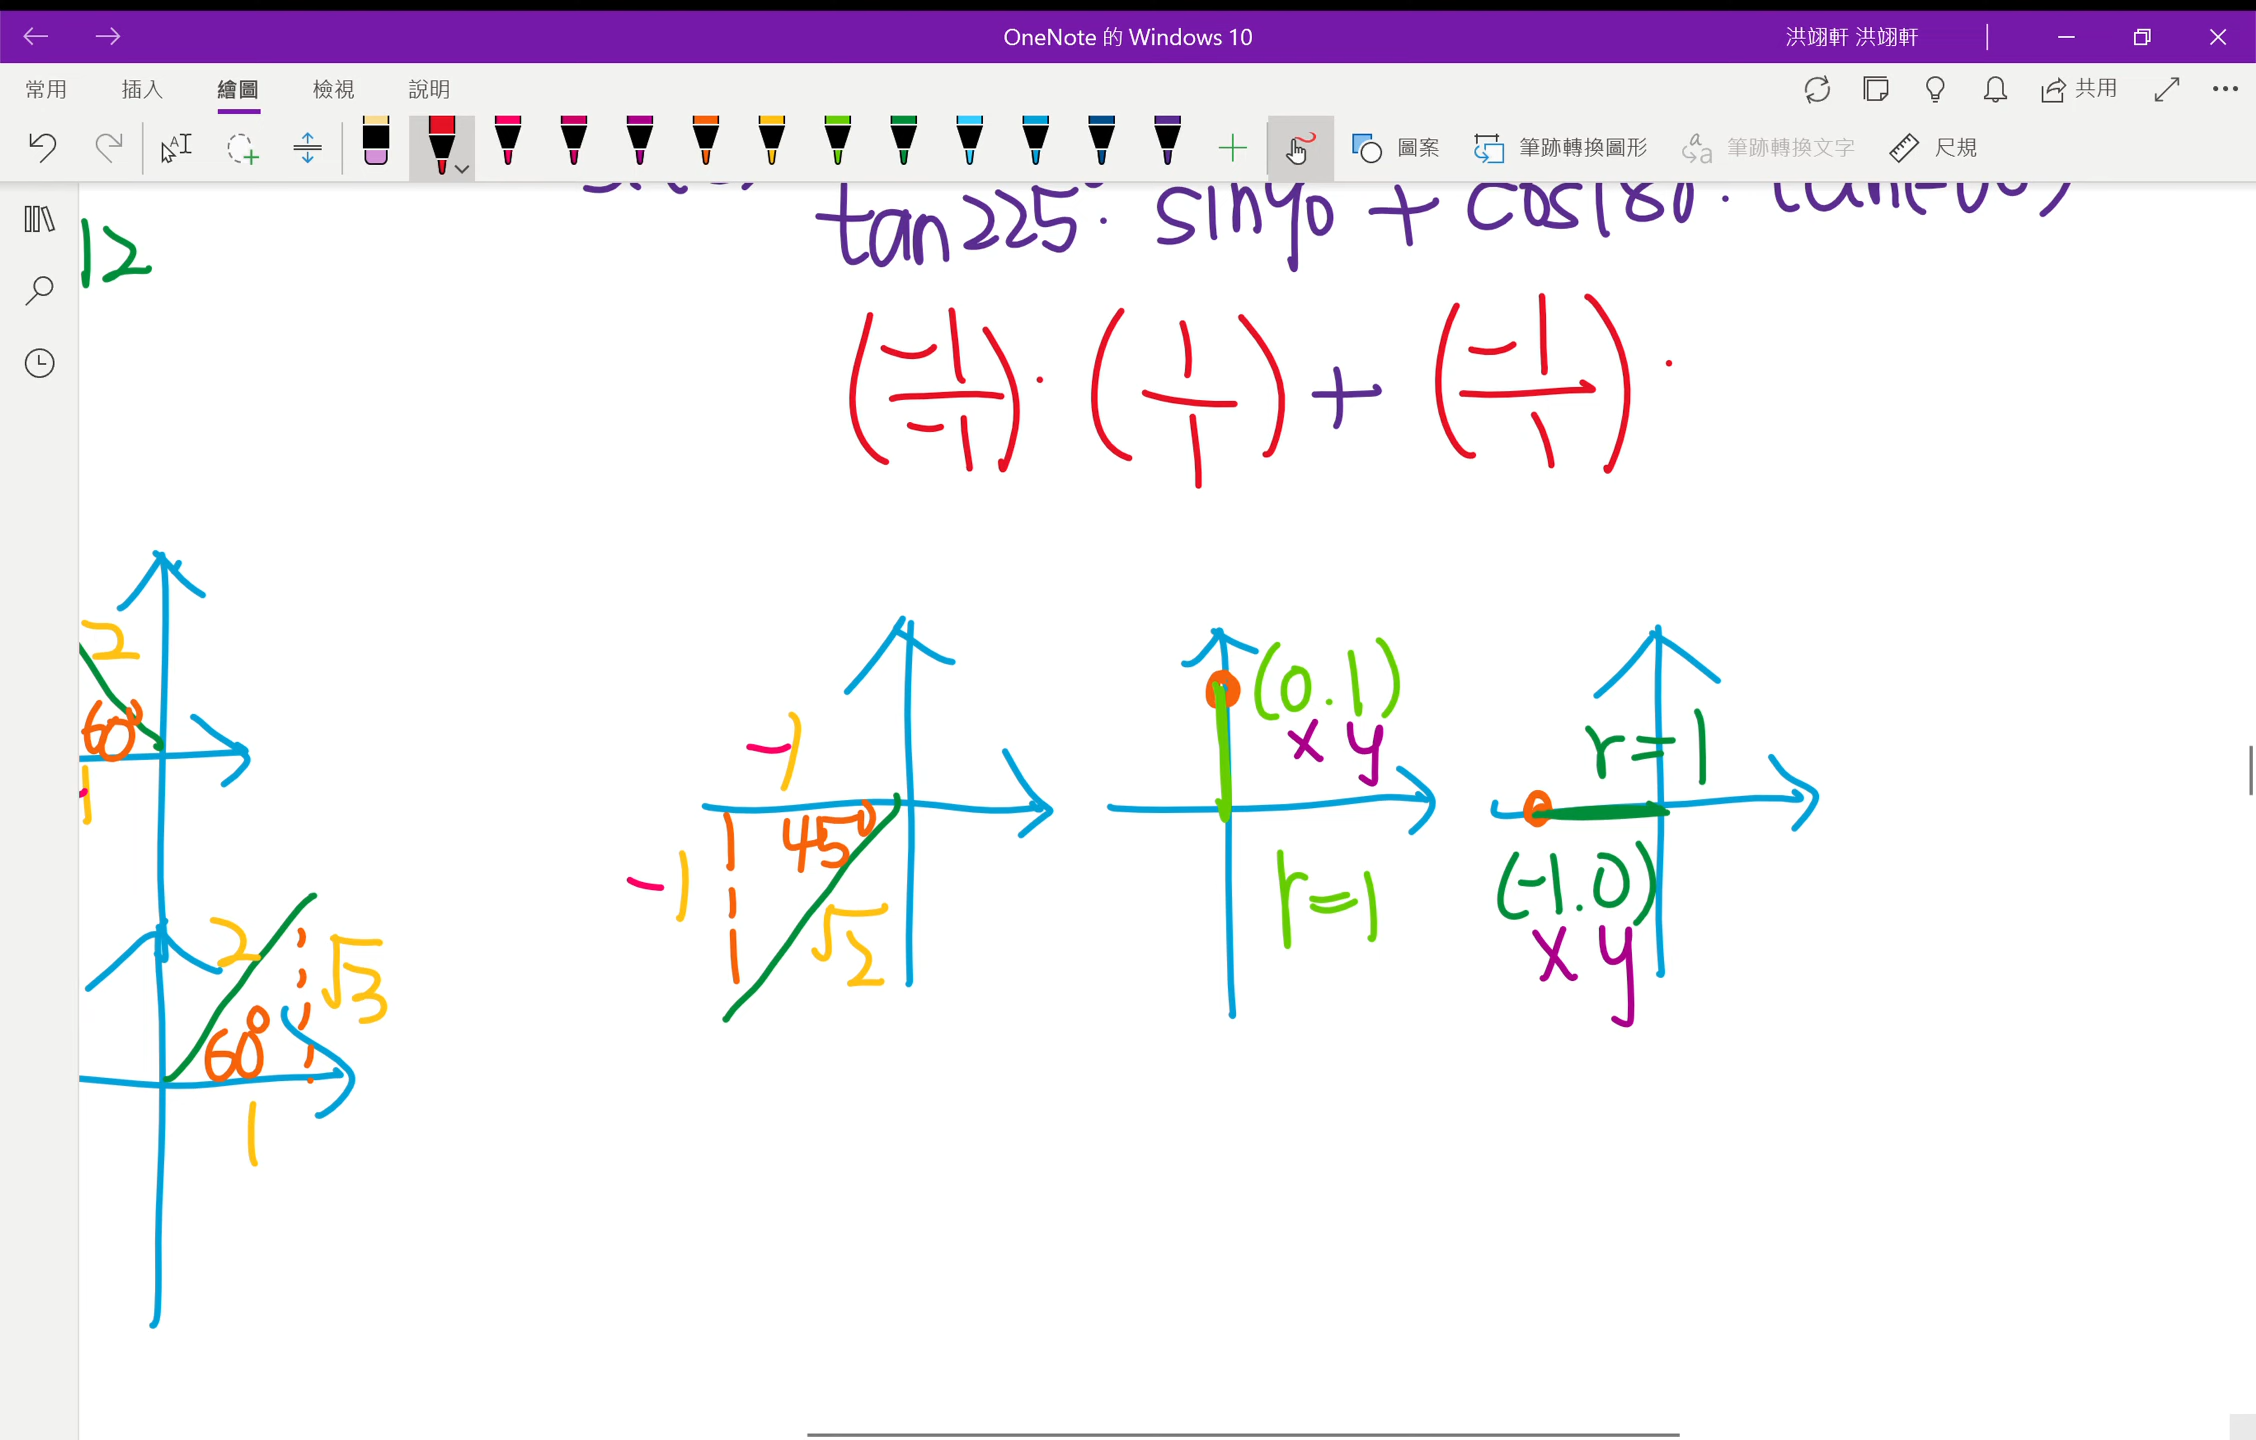 OneNote 的 Windows 10
洪翊軒 洪翊軒
常用 插入 繪圖 檢視 說明
共用
圖案 筆跡轉換圖形 筆跡轉換文字 尺規
12
tan225°· sin90 + cos180 ·
(-1/-1) · (1/1) + (-1/1) ·
2
60°
1
2
√3
60°
1
-1
-1
45°
√2
(0.1)
x y
r=1
r=1
(-1.0)
x y